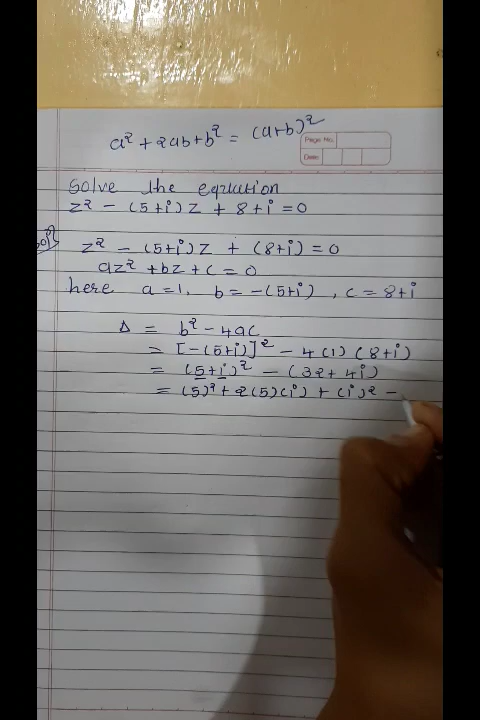 a² + 2ab + b² = (a+b)²
Page No.
Date:
Solve the equation
z² - (5+i)z + 8+i = 0
Sol
z² - (5+i)z + (8+i) = 0
az² + bz + c = 0
here a=1, b = -(5+i), c = 8+i
Δ = b² - 4ac
= [-(5+i)]² - 4(1)(8+i)
= (5+i)² - (32+4i)
= (5)² + 2(5)(i) + (i)² -